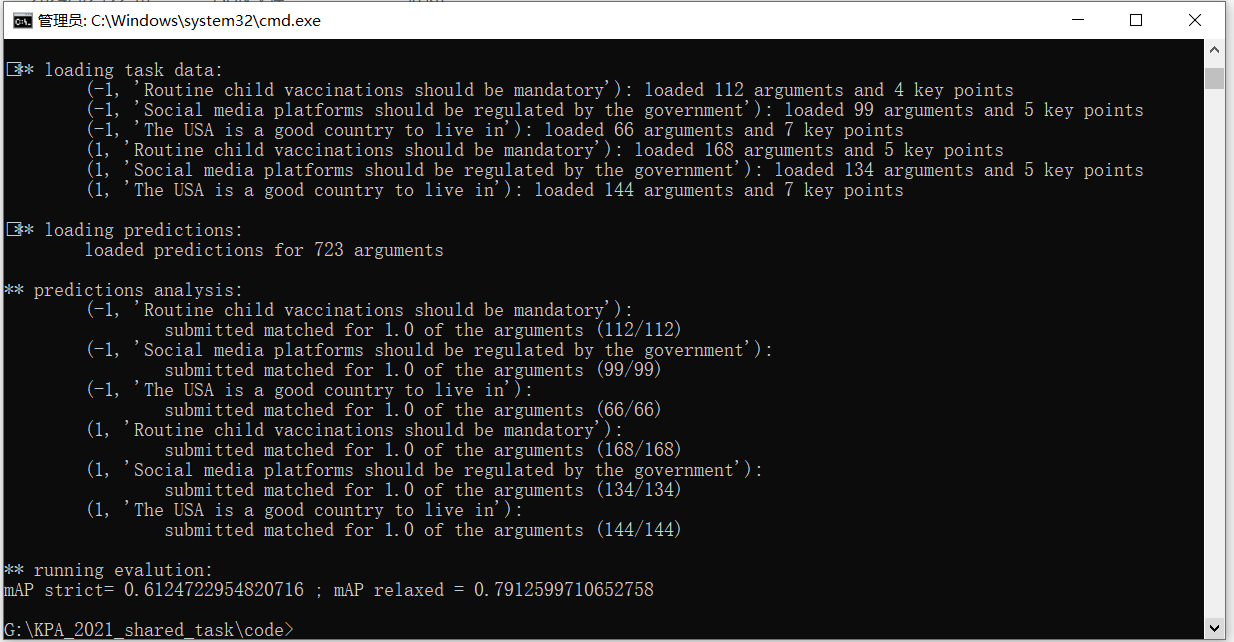 管理员: C:\Windows\system32\cmd.exe
** loading task data:
(-1, 'Routine child vaccinations should be mandatory'): loaded 112 arguments and 4 key points
(-1, 'Social media platforms should be regulated by the government'): loaded 99 arguments and 5 key points
(-1, 'The USA is a good country to live in'): loaded 66 arguments and 7 key points
(1, 'Routine child vaccinations should be mandatory'): loaded 168 arguments and 5 key points
(1, 'Social media platforms should be regulated by the government'): loaded 134 arguments and 5 key points
(1, 'The USA is a good country to live in'): loaded 144 arguments and 7 key points
** loading predictions:
loaded predictions for 723 arguments
** predictions analysis:
(-1, 'Routine child vaccinations should be mandatory'):
submitted matched for 1.0 of the arguments (112/112)
(-1, 'Social media platforms should be regulated by the government'):
submitted matched for 1.0 of the arguments (99/99)
(-1, 'The USA is a good country to live in'):
submitted matched for 1.0 of the arguments (66/66)
(1, 'Routine child vaccinations should be mandatory'):
submitted matched for 1.0 of the arguments (168/168)
(1, 'Social media platforms should be regulated by the government'):
submitted matched for 1.0 of the arguments (134/134)
(1, 'The USA is a good country to live in'):
submitted matched for 1.0 of the arguments (144/144)
** running evalution:
mAP strict= 0.6124722954820716 ; mAP relaxed = 0.7912599710652758
G:\KPA_2021_shared_task\code>